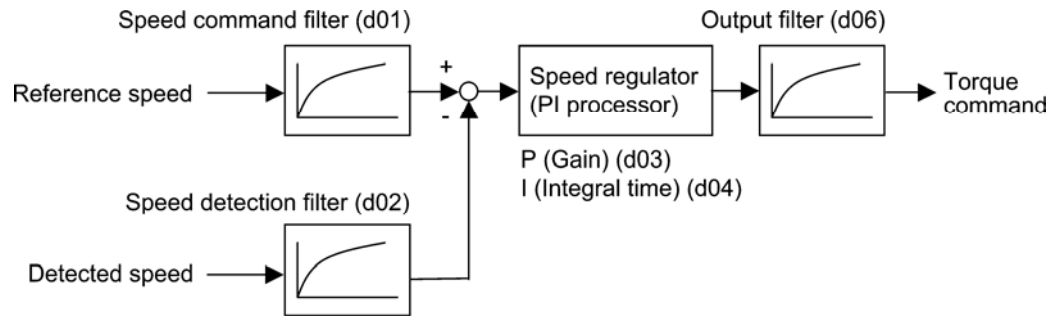 Speed command filter (d01)
Output filter (d06)
Reference speed
+
-
Speed regulator
(PI processor)
Torque
command
P (Gain) (d03)
I (Integral time) (d04)
Speed detection filter (d02)
Detected speed